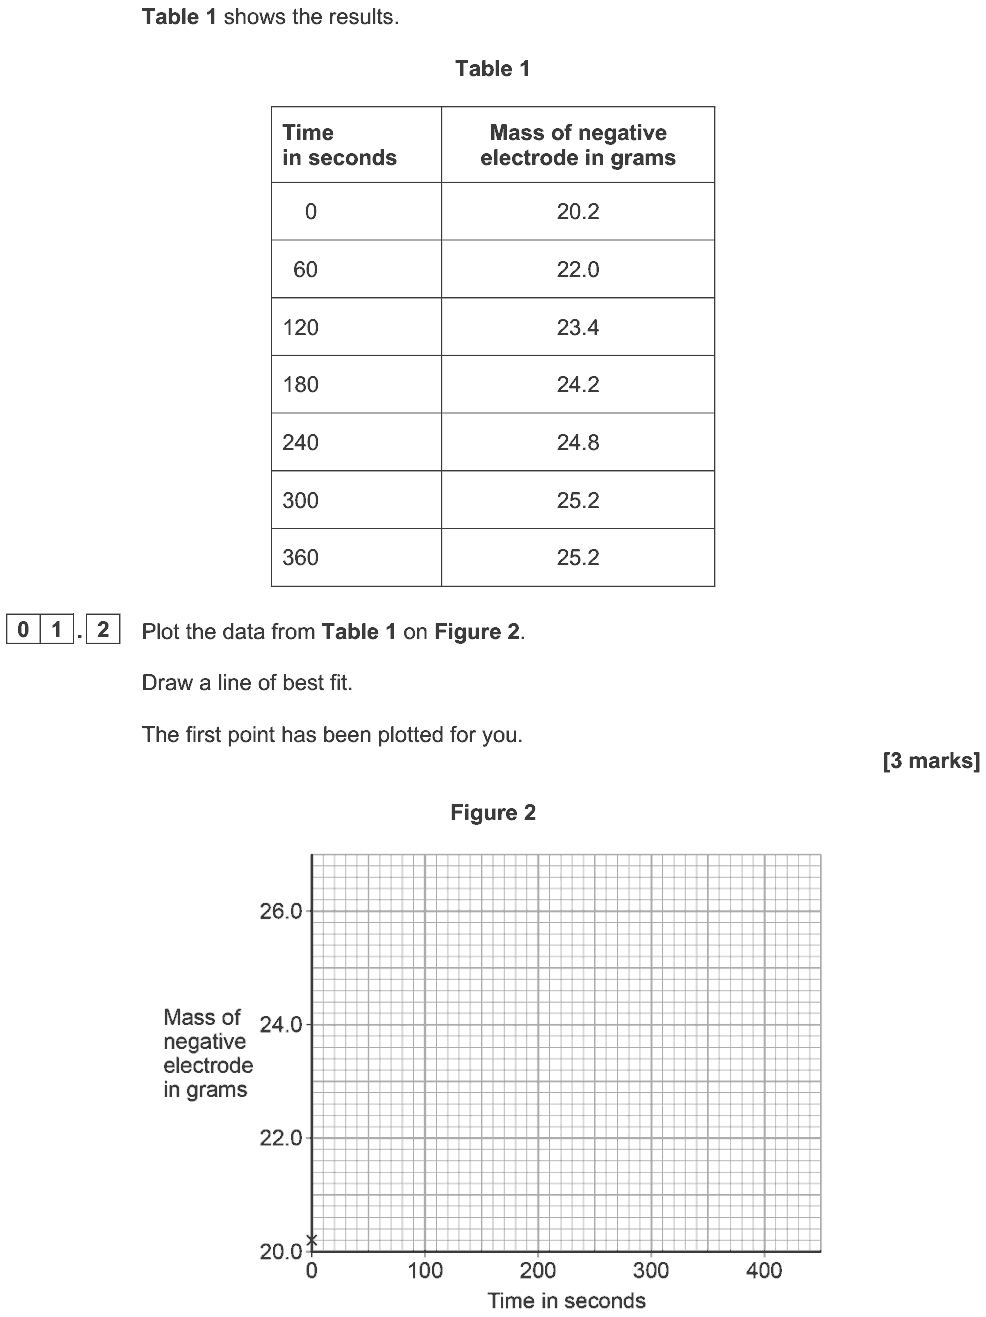 Table 1 shows the results.
Table 1
Time in seconds Mass of negative electrode in grams
0 20.2
60 22.0
120 23.4
180 24.2
240 24.8
300 25.2
360 25.2
0 1 . 2 Plot the data from Table 1 on Figure 2.
Draw a line of best fit.
The first point has been plotted for you.
[3 marks]
Figure 2
26.0
24.0
22.0
20.0
Mass of
negative
electrode
in grams
0 100 200 300 400
Time in seconds